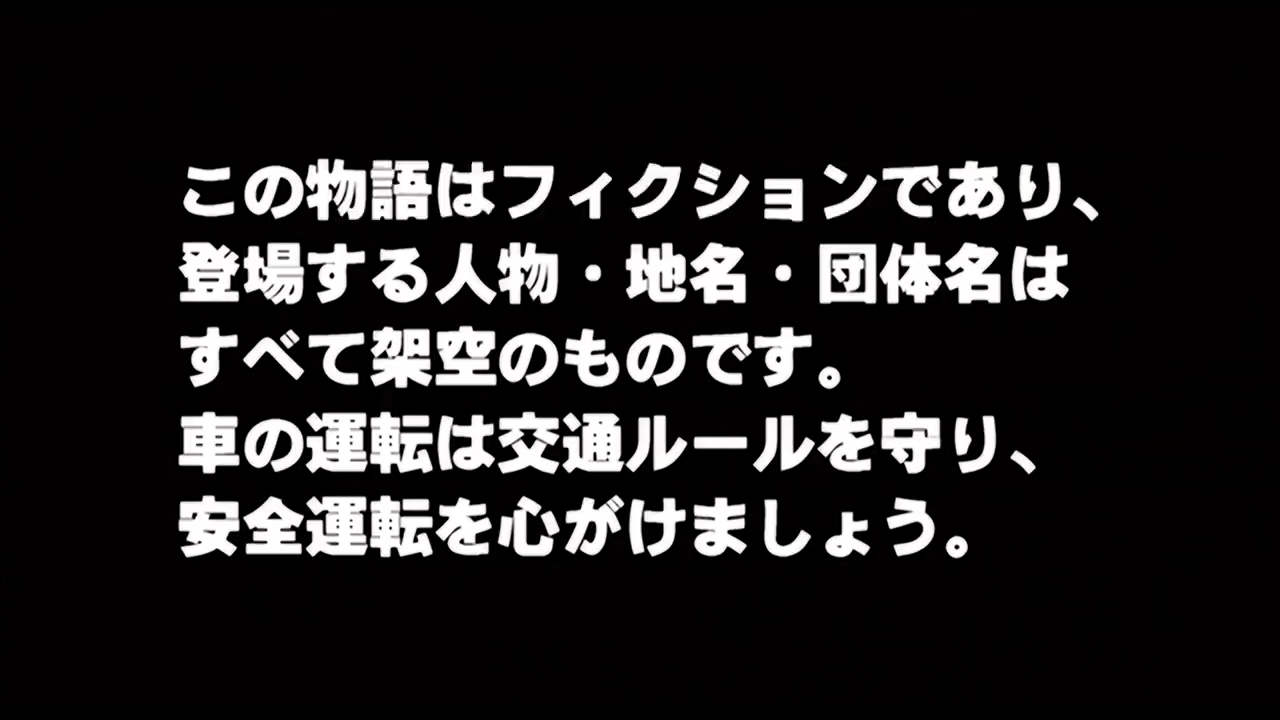 この物語はフィクションであり、
登場する人物・地名・団体名は
すべて架空のものです。
車の運転は交通ルールを守り、
安全運転を心がけましょう。